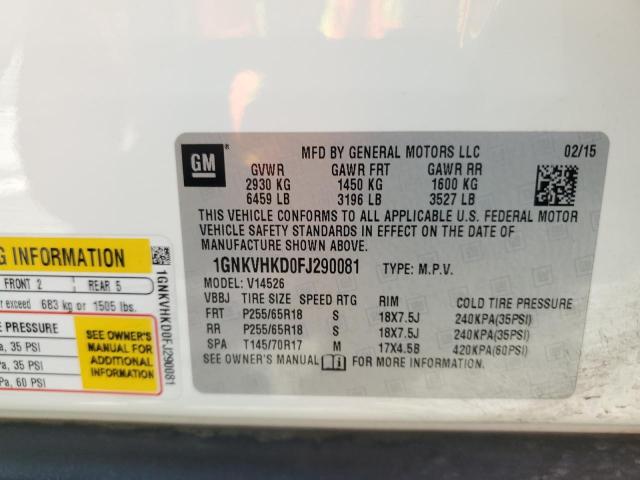 GM®
MFD BY GENERAL MOTORS LLC 02/15
GVWR GAWR FRT GAWR RR
2930 KG 1450 KG 1600 KG
6459 LB 3196 LB 3527 LB
THIS VEHICLE CONFORMS TO ALL APPLICABLE U.S. FEDERAL MOTOR
VEHICLE SAFETY STANDARDS IN EFFECT ON THE DATE OF
MANUFACTURE SHOWN ABOVE.
1GNKVHKD0FJ290081 TYPE: M.P.V.
MODEL: V14526
VBBJ TIRE SIZE SPEED RTG RIM COLD TIRE PRESSURE
FRT P255/65R18 S 18X7.5J 240KPA(35PSI)
RR P255/65R18 S 18X7.5J 240KPA(35PSI)
SPA T145/70R17 M 17X4.5B 420KPA(60PSI)
SEE OWNER'S MANUAL FOR MORE INFORMATION.
G INFORMATION
FRONT 2 REAR 5
exceed 683 kg or 1505 lbs.
E PRESSURE
a, 35 PSI
a, 35 PSI
Pa, 60 PSI
SEE OWNER'S
MANUAL FOR
ADDITIONAL
INFORMATION
1GNKVHKD0FJ290081